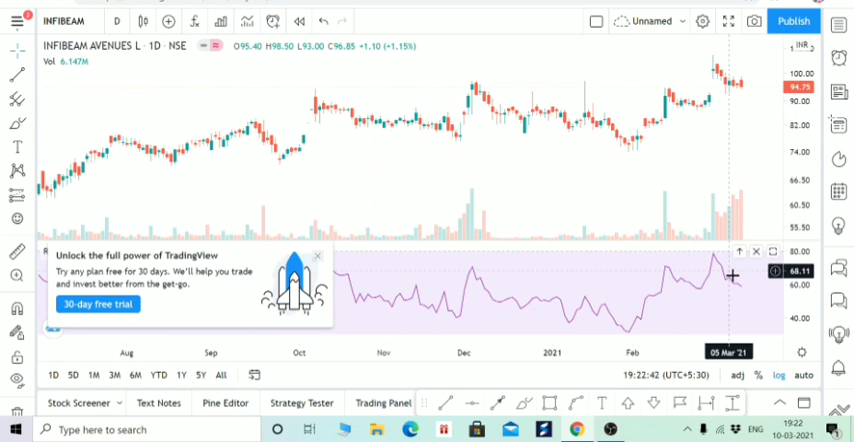 7
INFIBEAM D Unnamed Publish
INFIBEAM AVENUES L · 1D · NSE O95.40 H98.50 L93.00 C96.85 +1.10 (+1.15%) INR
Vol 6.147M
100.00
94.75
90.00
82.00
74.00
66.50
60.50
55.50
Unlock the full power of TradingView
Try any plan free for 30 days. We'll help you trade
and invest better from the get-go.
30-day free trial
80.00
68.11
60.00
40.00
Aug Sep Oct Nov Dec 2021 Feb 05 Mar '21
1D 5D 1M 3M 6M YTD 1Y 5Y All 19:22:42 (UTC+5:30) adj % log auto
Stock Screener Text Notes Pine Editor Strategy Tester Trading Panel
Type here to search ENG 19:22
10-03-2021